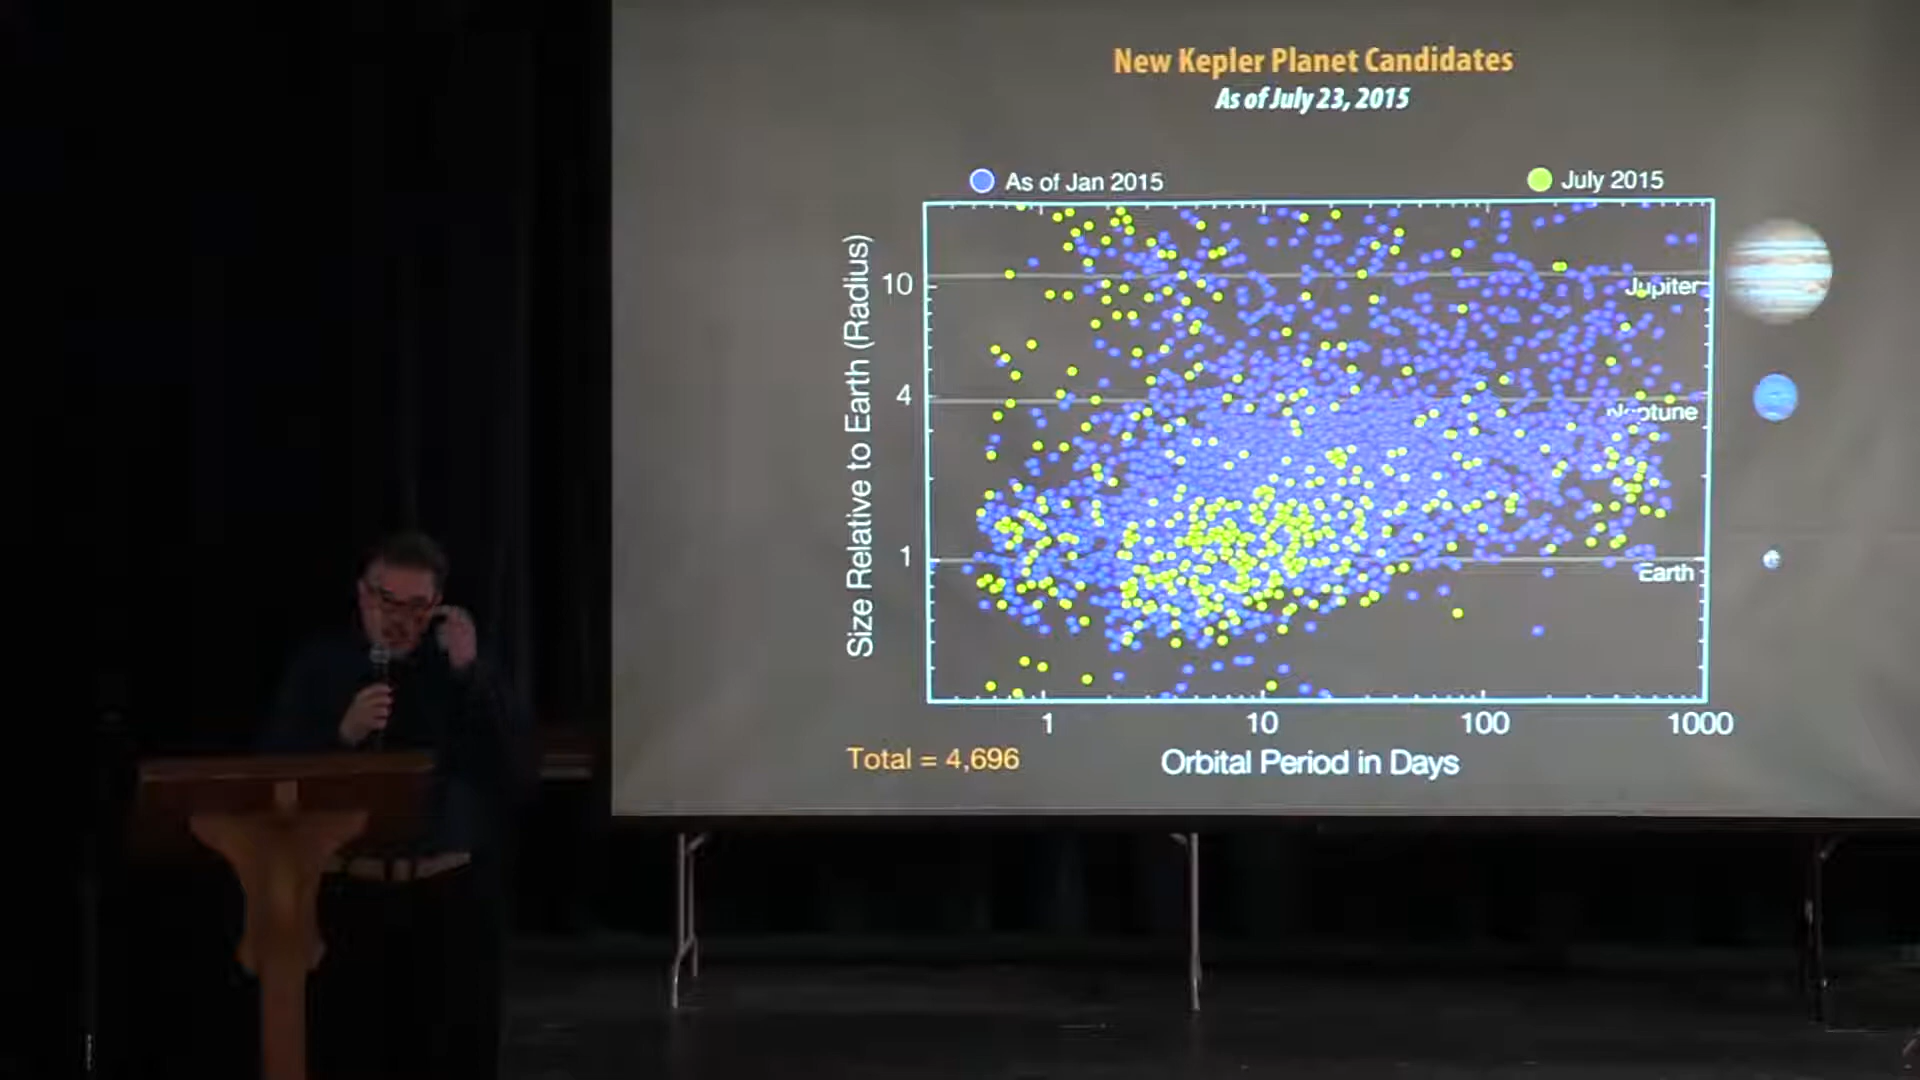 New Kepler Planet Candidates
As of July 23, 2015
As of Jan 2015
July 2015
Size Relative to Earth (Radius)
10
4
1
Jupiter
Neptune
Earth
1
10
100
1000
Total = 4,696
Orbital Period in Days